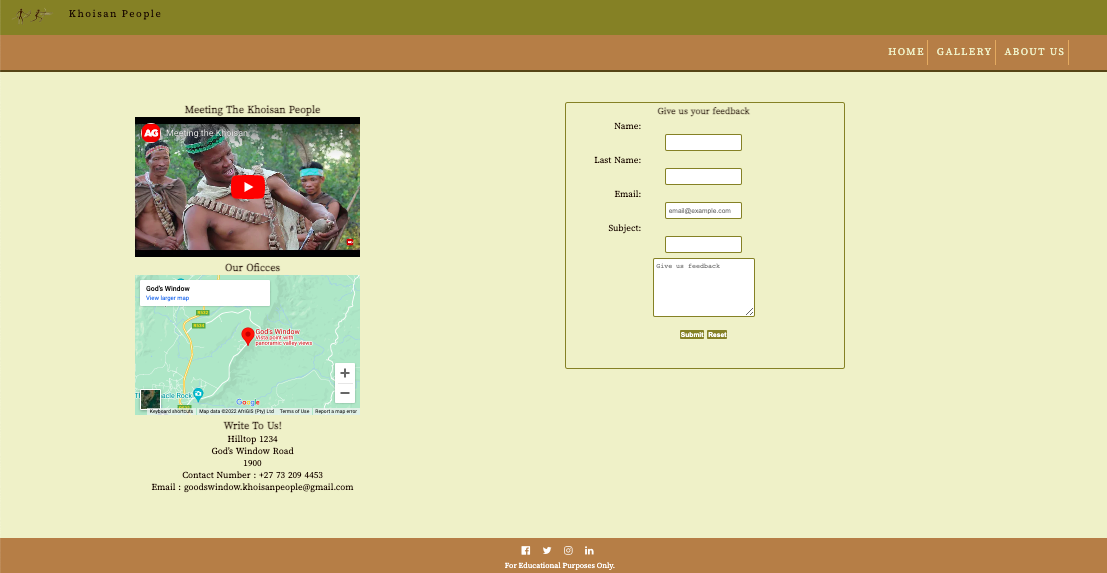 Khoisan People
HOME GALLERY ABOUT US
Meeting The Khoisan People
AG Meeting the Khoisan
Our Oficces
God's Window
View larger map
R532
R534
God's Window
Vista point with
panoramic valley views
acle Rock
Google
Keyboard shortcuts Map data ©2022 AfriGIS (Pty) Ltd Terms of Use Report a map error
Write To Us!
Hilltop 1234
God's Window Road
1900
Contact Number : +27 73 209 4453
Email : goodswindow.khoisanpeople@gmail.com
Give us your feedback
Name:
Last Name:
Email:
email@example.com
Subject:
Give us feedback
Submit Reset
For Educational Purposes Only.